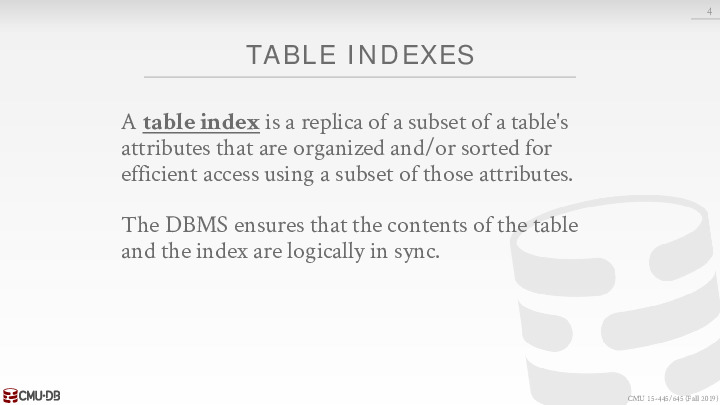 4
TABLE INDEXES
A table index is a replica of a subset of a table's
attributes that are organized and/or sorted for
efficient access using a subset of those attributes.
The DBMS ensures that the contents of the table
and the index are logically in sync.
CMU·DB
CMU 15-445/645 (Fall 2019)